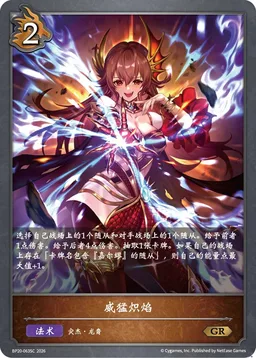 2
选择自己战场上的1个随从和对手战场上的1个随从。给予前者
1点伤害。给予后者4点伤害。抽取1张卡牌。如果自己的战场
上存在『卡牌名包含「嘉尔蜜」的随从』，则自己的能量点最
大值+1。
威猛炽焰
法术
炎杰·龙裔
GR
© Cygames, Inc. Published by NetEase Games